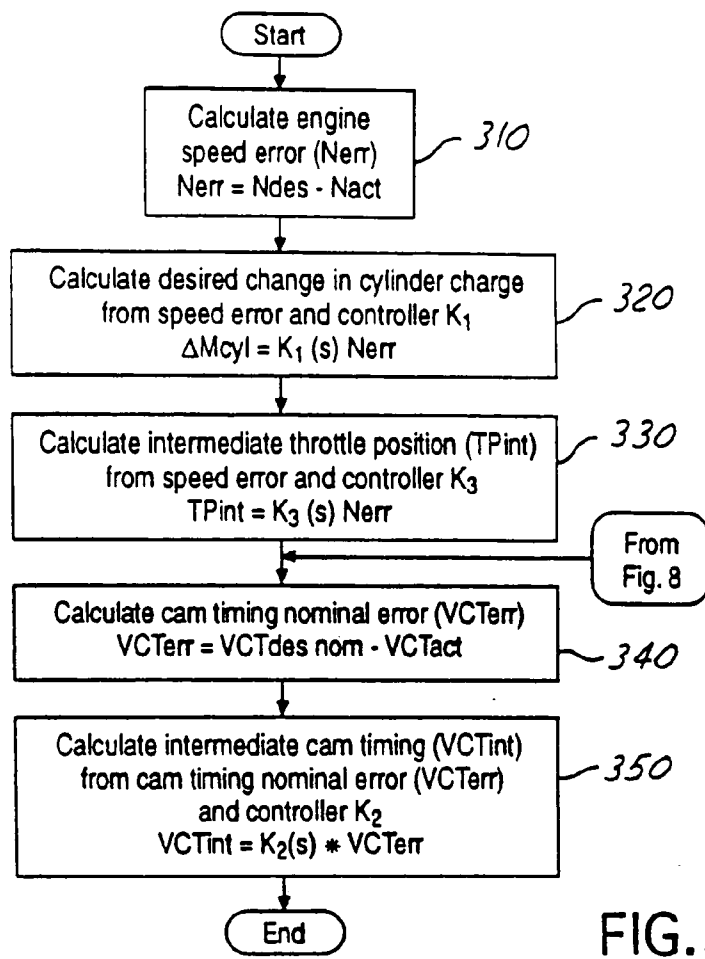 Start
Calculate engine
speed error (Nerr)
Nerr = Ndes - Nact
310
Calculate desired change in cylinder charge
from speed error and controller K₁
ΔMcyl = K₁ (s) Nerr
320
Calculate intermediate throttle position (TPint)
from speed error and controller K₃
TPint = K₃ (s) Nerr
330
From
Fig. 8
Calculate cam timing nominal error (VCTerr)
VCTerr = VCTdes nom - VCTact
340
Calculate intermediate cam timing (VCTint)
from cam timing nominal error (VCTerr)
and controller K₂
VCTint = K₂(s) * VCTerr
350
End
FIG.